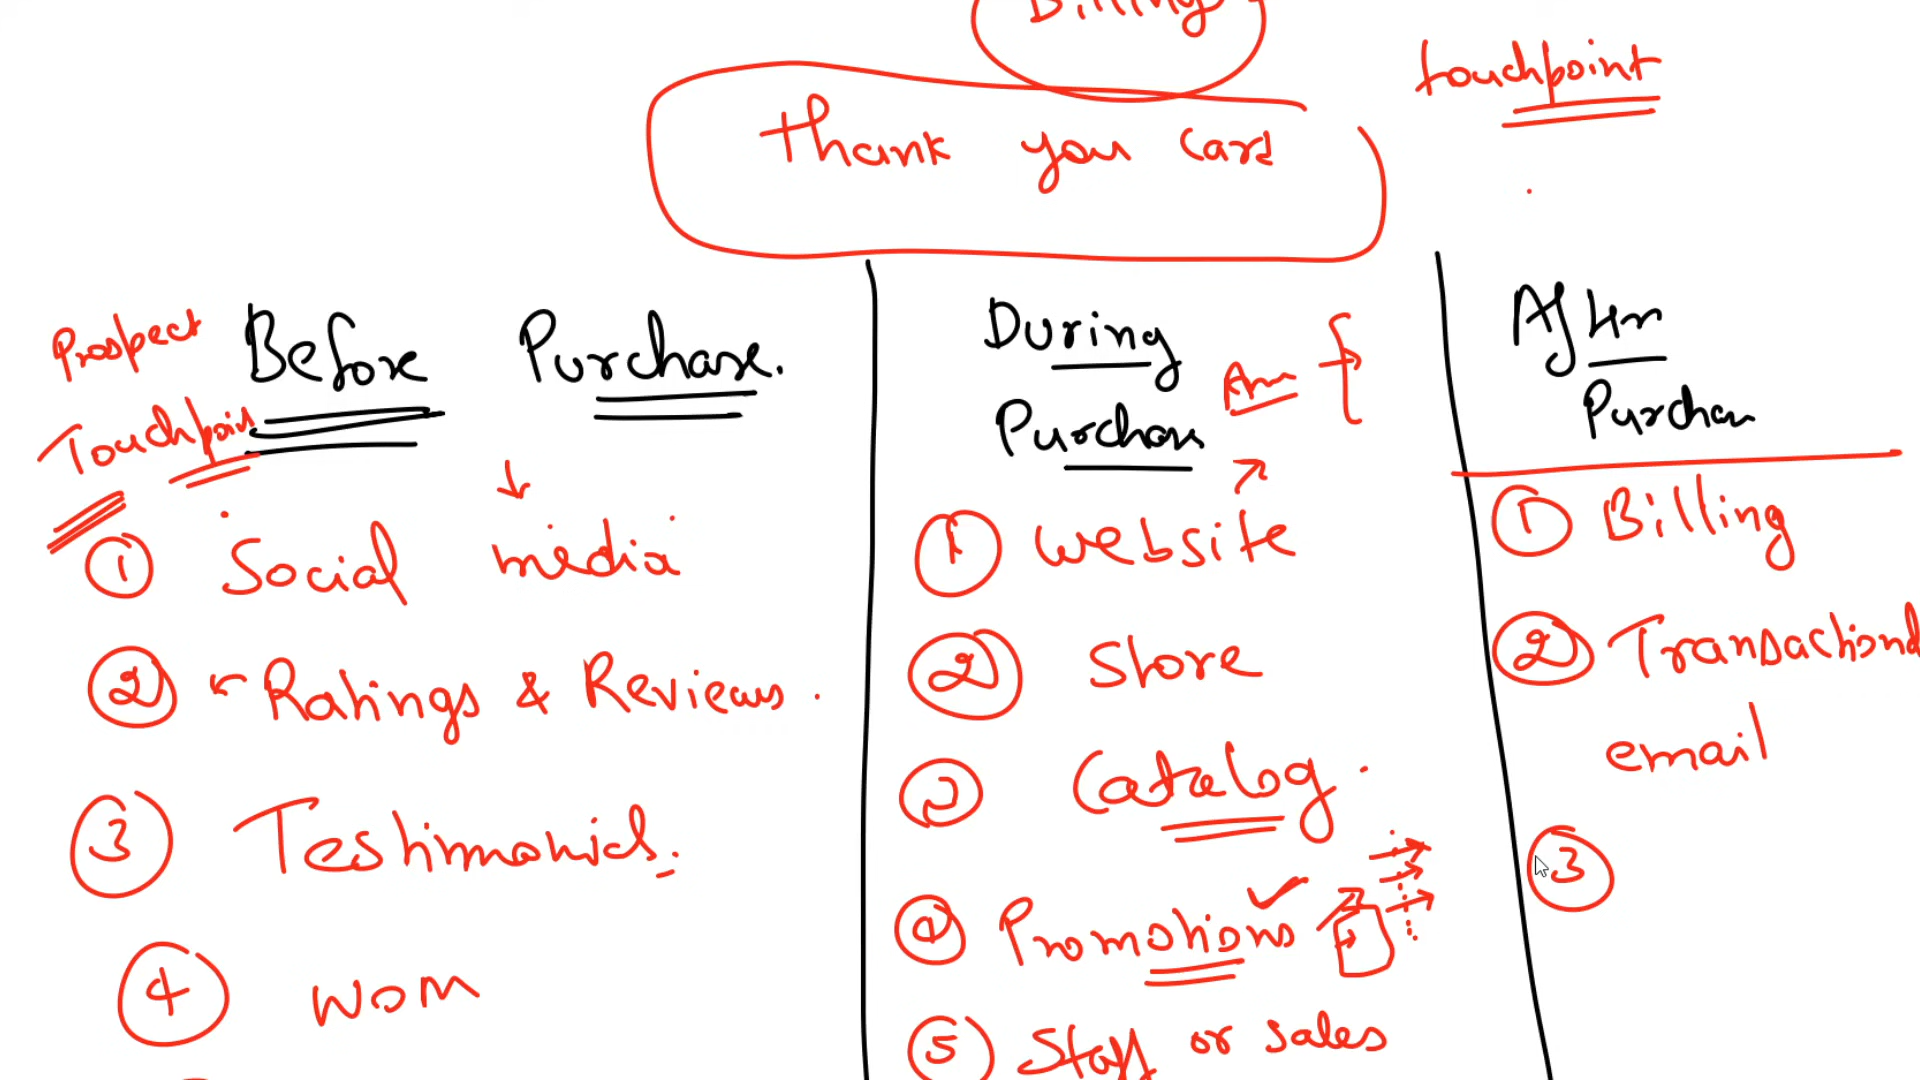 Billing
touchpoint
Thank you card
Prospect
Touchpoint
Before Purchase.
① Social media
② Ratings & Reviews.
③ Testimonials.
④ WOM
During
Purchase
① Website
② Store
Catalog.
④ Promotions
⑤ Staff or Sales
After
Purchase
① Billing
② Transactional
email
③